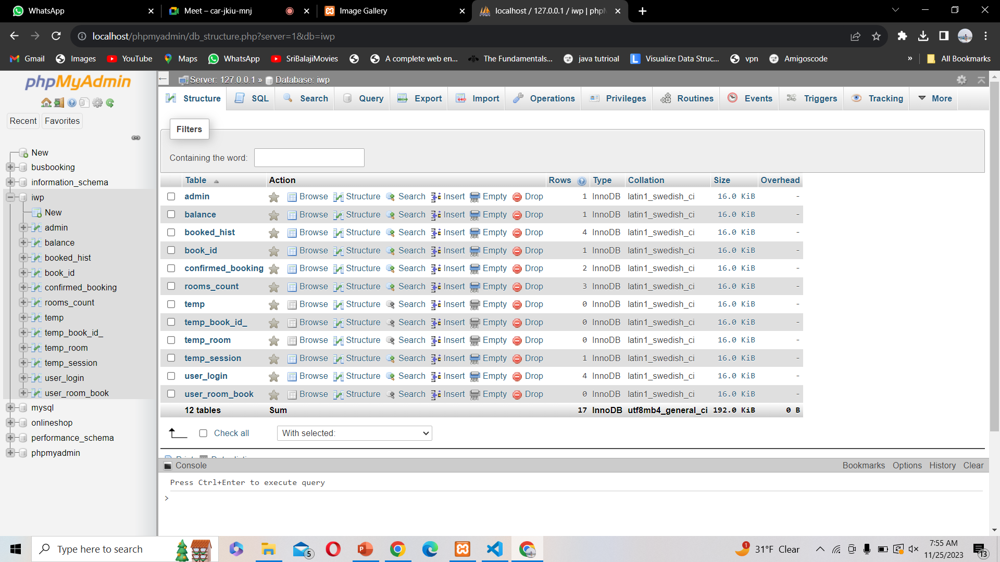 WhatsApp
Meet – car-jkiu-mnj
Image Gallery
localhost / 127.0.0.1 / iwp | phpM
localhost/phpmyadmin/db_structure.php?server=1&db=iwp
Gmail Images YouTube Maps WhatsApp SriBalajiMovies A complete web en... The Fundamentals... java tutrioal Visualize Data Struc... vpn Amigoscode » All Bookmarks
phpMyAdmin
Recent Favorites
New
busbooking
information_schema
iwp
New
admin
balance
booked_hist
book_id
confirmed_booking
rooms_count
temp
temp_book_id_
temp_room
temp_session
user_login
user_room_book
mysql
onlineshop
performance_schema
phpmyadmin
Server: 127.0.0.1 » Database: iwp
Structure SQL Search Query Export Import Operations Privileges Routines Events Triggers Tracking More
Filters
Containing the word:
Table Action Rows Type Collation Size Overhead
admin Browse Structure Search Insert Empty Drop 1 InnoDB latin1_swedish_ci 16.0 KiB -
balance Browse Structure Search Insert Empty Drop 1 InnoDB latin1_swedish_ci 16.0 KiB -
booked_hist Browse Structure Search Insert Empty Drop 4 InnoDB latin1_swedish_ci 16.0 KiB -
book_id Browse Structure Search Insert Empty Drop 1 InnoDB latin1_swedish_ci 16.0 KiB -
confirmed_booking Browse Structure Search Insert Empty Drop 2 InnoDB latin1_swedish_ci 16.0 KiB -
rooms_count Browse Structure Search Insert Empty Drop 3 InnoDB latin1_swedish_ci 16.0 KiB -
temp Browse Structure Search Insert Empty Drop 0 InnoDB latin1_swedish_ci 16.0 KiB -
temp_book_id_ Browse Structure Search Insert Empty Drop 0 InnoDB latin1_swedish_ci 16.0 KiB -
temp_room Browse Structure Search Insert Empty Drop 0 InnoDB latin1_swedish_ci 16.0 KiB -
temp_session Browse Structure Search Insert Empty Drop 1 InnoDB latin1_swedish_ci 16.0 KiB -
user_login Browse Structure Search Insert Empty Drop 4 InnoDB latin1_swedish_ci 16.0 KiB -
user_room_book Browse Structure Search Insert Empty Drop 0 InnoDB latin1_swedish_ci 16.0 KiB -
12 tables Sum 17 InnoDB utf8mb4_general_ci 192.0 KiB 0 B
Check all With selected:
Console Bookmarks Options History Clear
Press Ctrl+Enter to execute query
>
Type here to search
5
1
31°F Clear
7:55 AM
11/25/2023
13